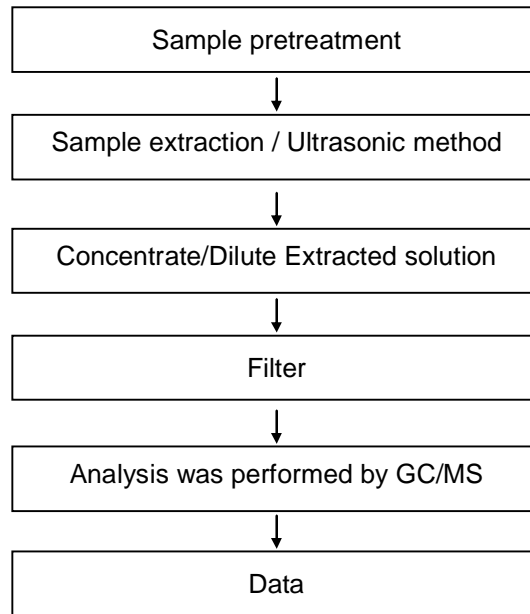 Sample pretreatment
Sample extraction / Ultrasonic method
Concentrate/Dilute Extracted solution
Filter
Analysis was performed by GC/MS
Data